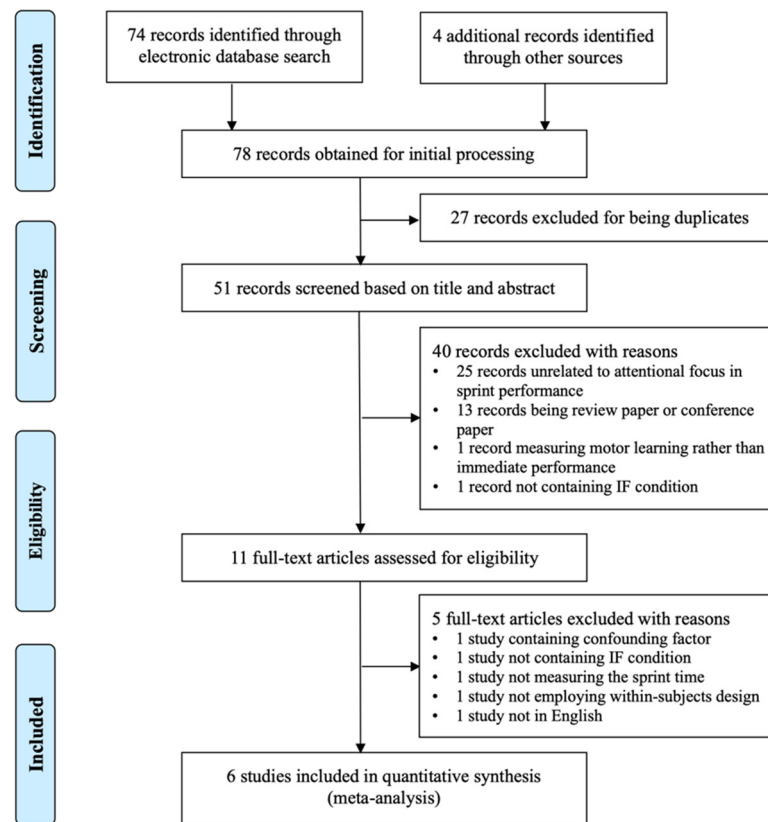 Identification
74 records identified through
electronic database search
4 additional records identified
through other sources
78 records obtained for initial processing
27 records excluded for being duplicates
Screening
51 records screened based on title and abstract
40 records excluded with reasons
• 25 records unrelated to attentional focus in
sprint performance
• 13 records being review paper or conference
paper
• 1 record measuring motor learning rather than
immediate performance
• 1 record not containing IF condition
Eligibility
11 full-text articles assessed for eligibility
5 full-text articles excluded with reasons
• 1 study containing confounding factor
• 1 study not containing IF condition
• 1 study not measuring the sprint time
• 1 study not employing within-subjects design
• 1 study not in English
Included
6 studies included in quantitative synthesis
(meta-analysis)